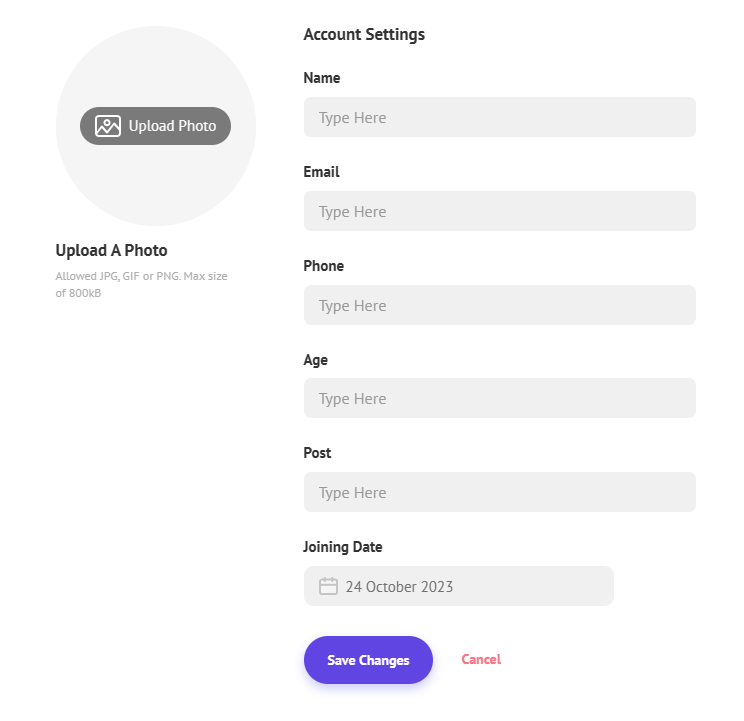 Upload Photo
Upload A Photo
Allowed JPG, GIF or PNG. Max size
of 800kB
Account Settings
Name
Type Here
Email
Type Here
Phone
Type Here
Age
Type Here
Post
Type Here
Joining Date
24 October 2023
Save Changes
Cancel